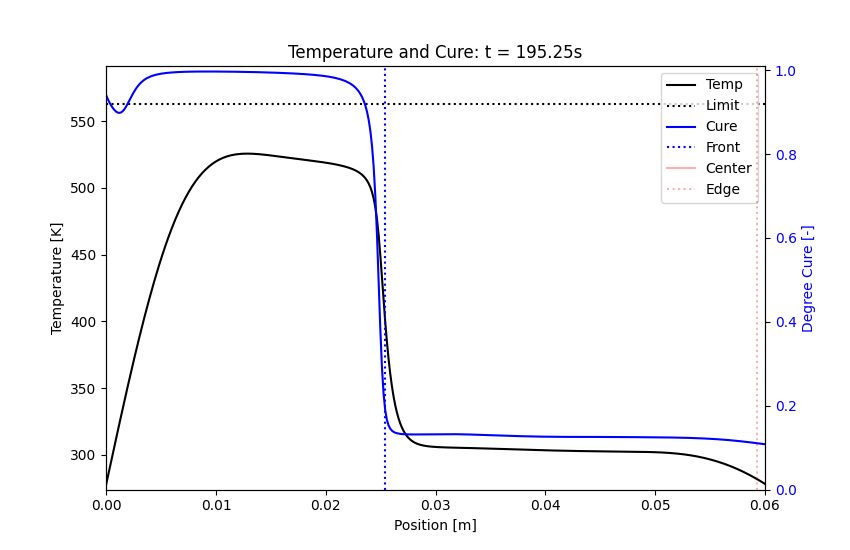 Temperature and Cure: t = 195.25s
Temperature [K]
550
500
450
400
350
300
Temp
Limit
Cure
Front
Center
Edge
1.0
0.8
0.6
0.4
0.2
0.0
Degree Cure [-]
0.00 0.01 0.02 0.03 0.04 0.05 0.06
Position [m]